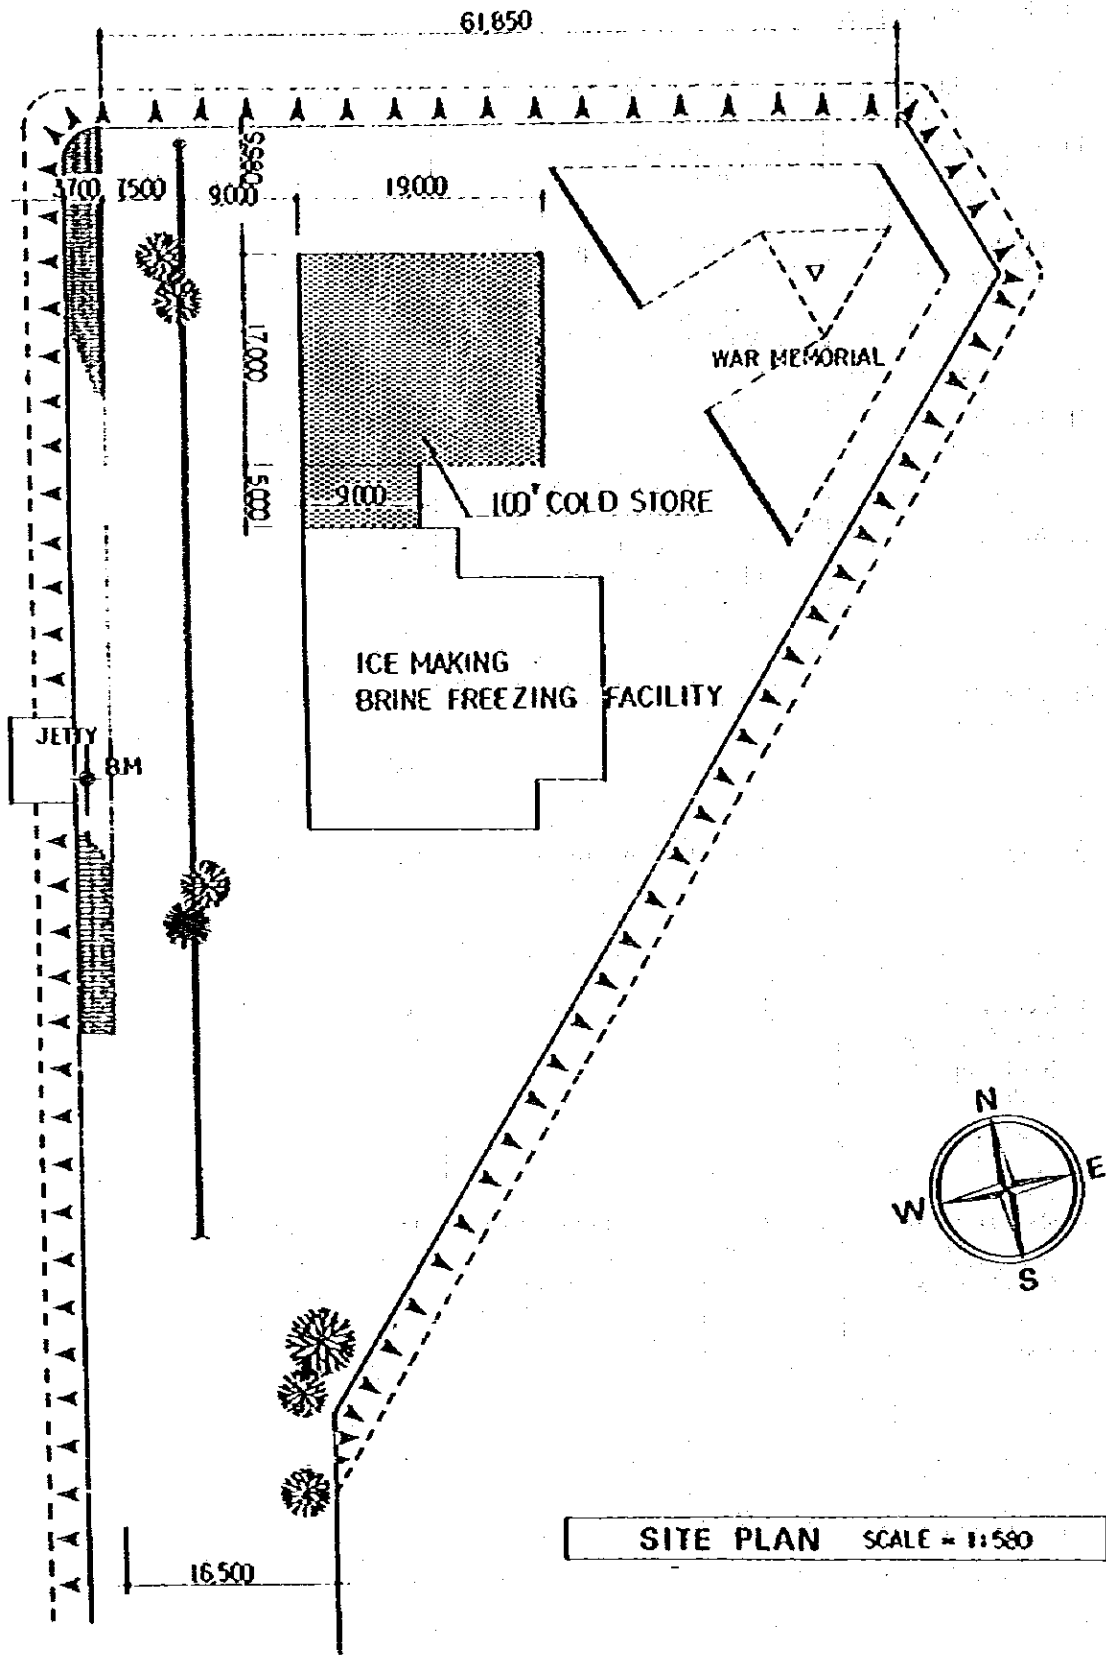 61,850
3,700 7,500 9,000 19,000
17,000
5,000
9,000
100T COLD STORE
WAR MEMORIAL
ICE MAKING
BRINE FREEZING FACILITY
JETTY
B.M
N
E
W
S
SITE PLAN SCALE = 1:580
16,500